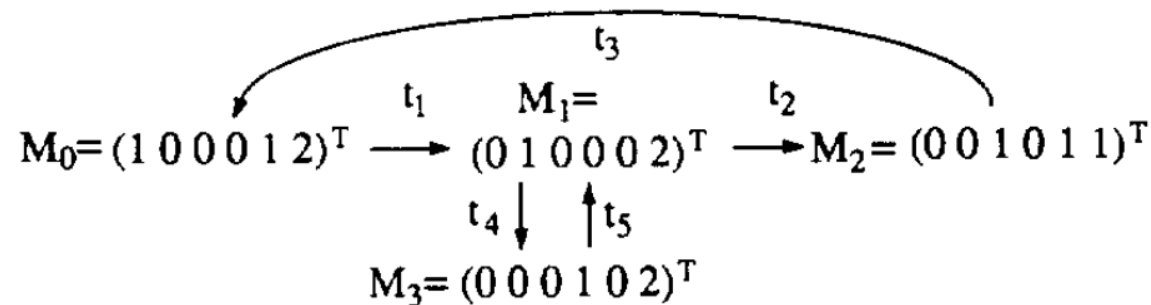 t₃
t₁ M₁= t₂
M₀= (1 0 0 0 1 2)ᵀ (0 1 0 0 0 2)ᵀ M₂= (0 0 1 0 1 1)ᵀ
t₄ t₅
M₃= (0 0 0 1 0 2)ᵀ